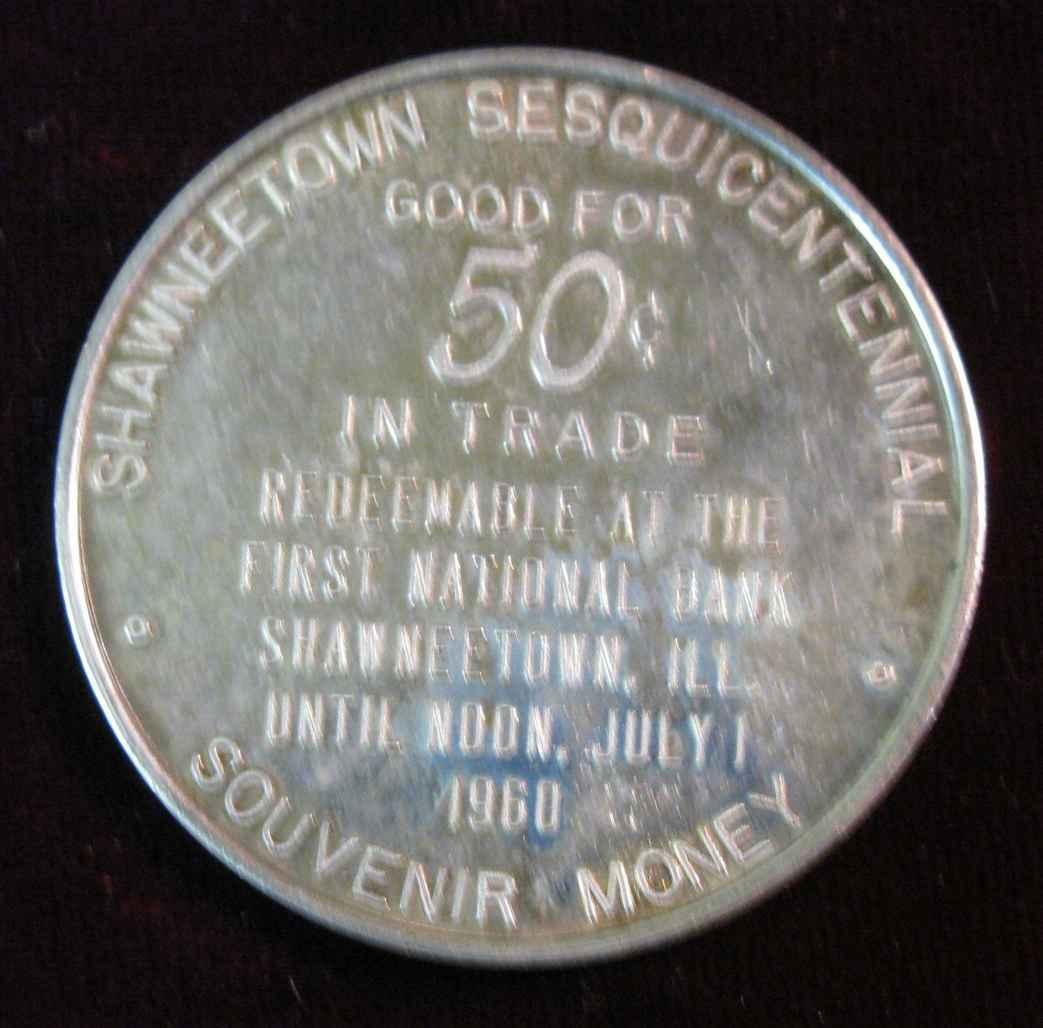 SHAWNEETOWN SESQUICENTENNIAL
GOOD FOR
50¢
IN TRADE
REDEEMABLE AT THE
FIRST NATIONAL BANK
SHAWNEETOWN, ILL.
UNTIL NOON, JULY 1
1960
SOUVENIR MONEY